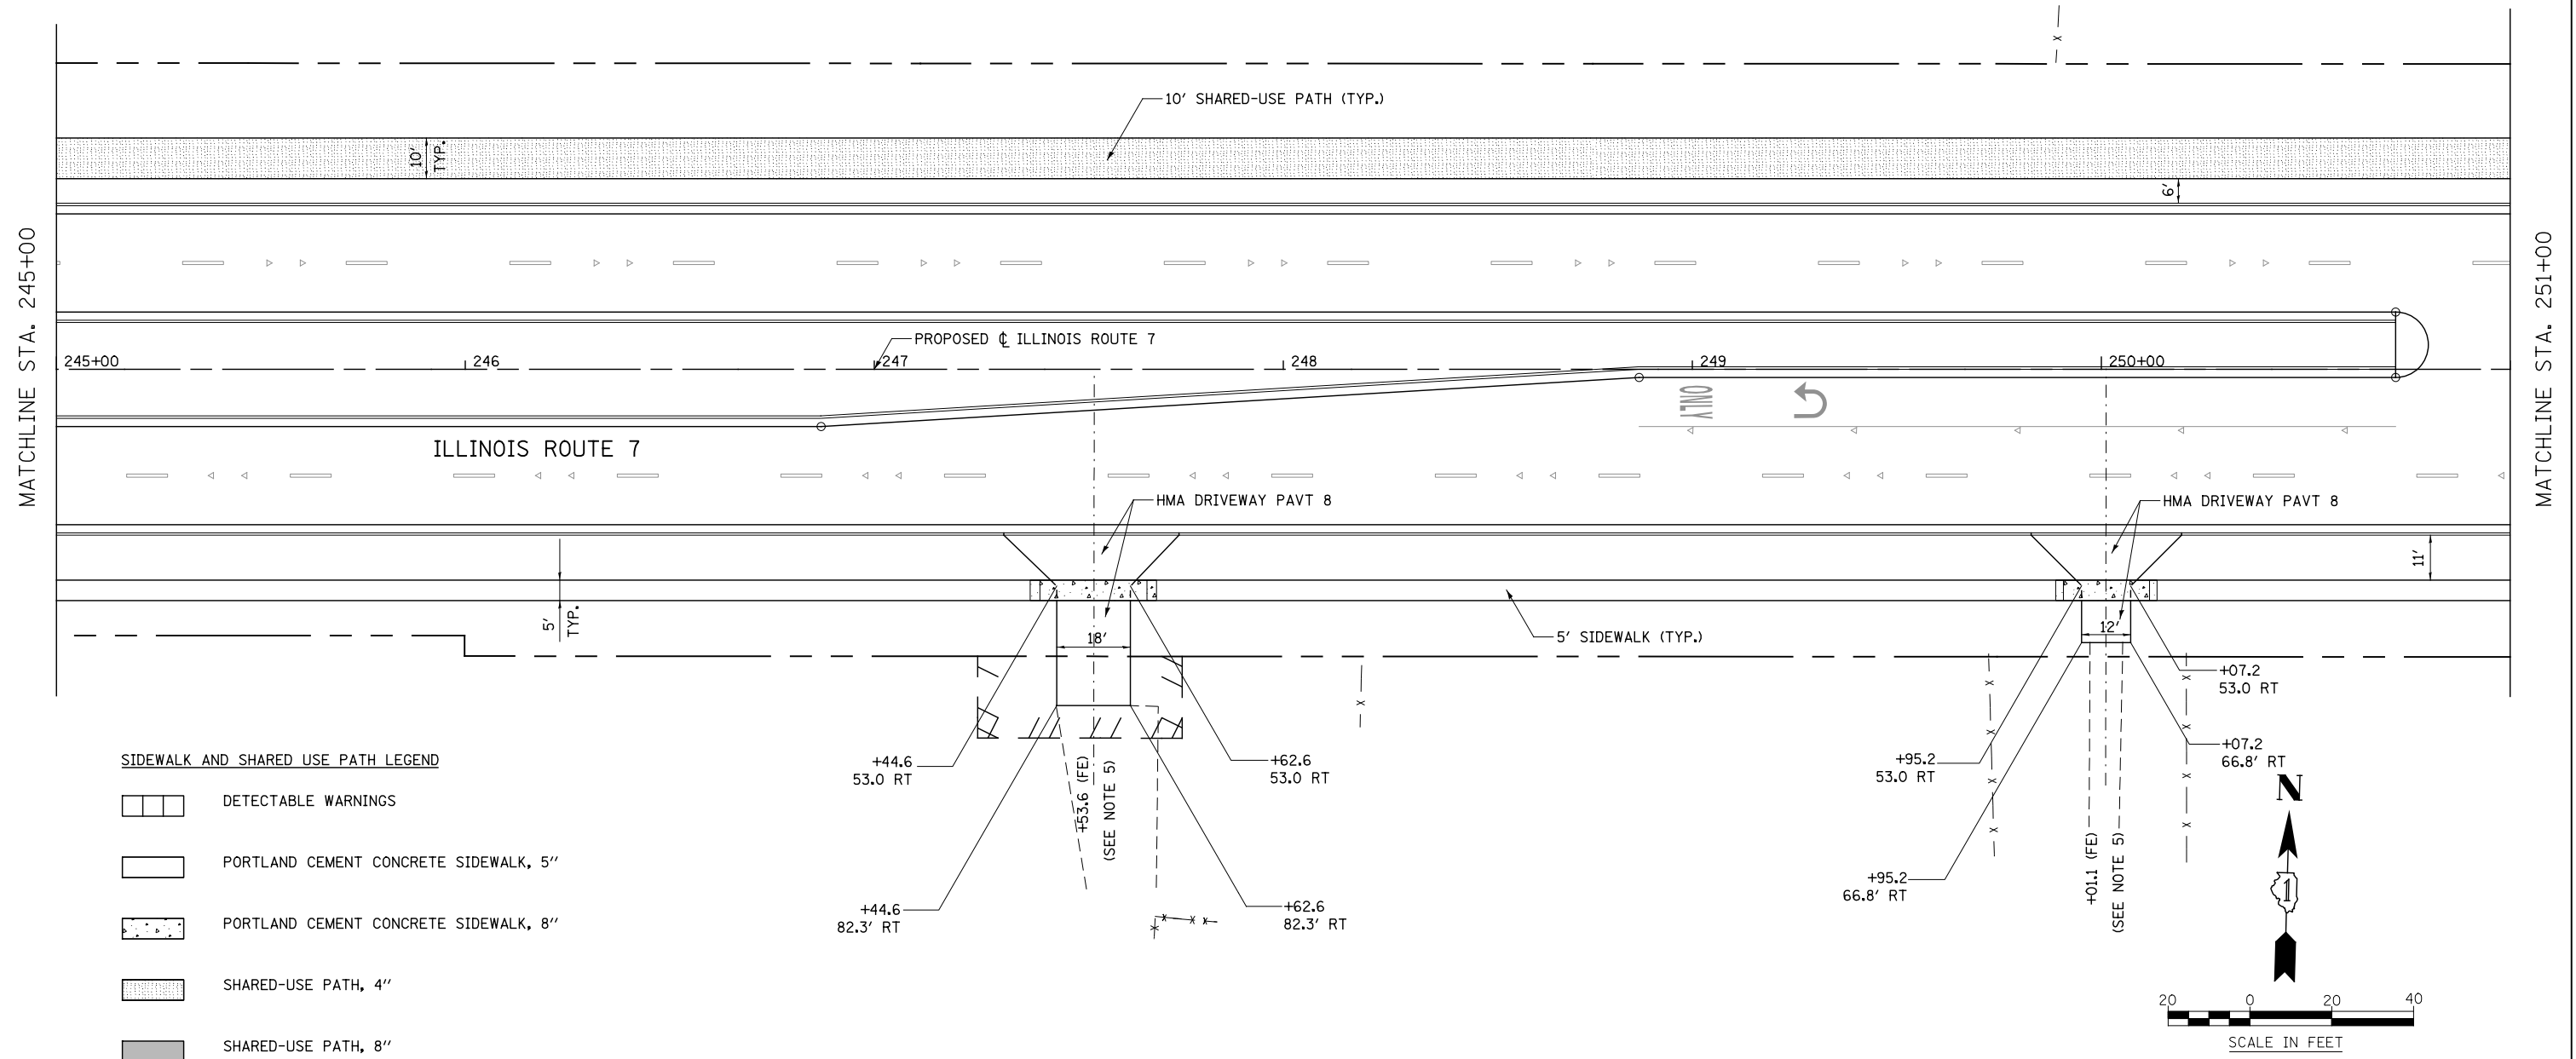 10' SHARED-USE PATH (TYP.)
10'
TYP.
6'
MATCHLINE STA. 245+00
MATCHLINE STA. 251+00
PROPOSED ℄ ILLINOIS ROUTE 7
245+00
246
247
248
249
250+00
ONLY
ILLINOIS ROUTE 7
HMA DRIVEWAY PAVT 8
HMA DRIVEWAY PAVT 8
11'
5'
TYP.
18'
5' SIDEWALK (TYP.)
12'
+07.2
53.0 RT
+44.6
53.0 RT
+62.6
53.0 RT
+95.2
53.0 RT
+07.2
66.8' RT
+53.6 (FE)
(SEE NOTE 5)
+01.1 (FE)
(SEE NOTE 5)
+44.6
82.3' RT
+62.6
82.3' RT
+95.2
66.8' RT
SIDEWALK AND SHARED USE PATH LEGEND
DETECTABLE WARNINGS
PORTLAND CEMENT CONCRETE SIDEWALK, 5"
PORTLAND CEMENT CONCRETE SIDEWALK, 8"
SHARED-USE PATH, 4"
SHARED-USE PATH, 8"
N
1
20 0 20 40
SCALE IN FEET